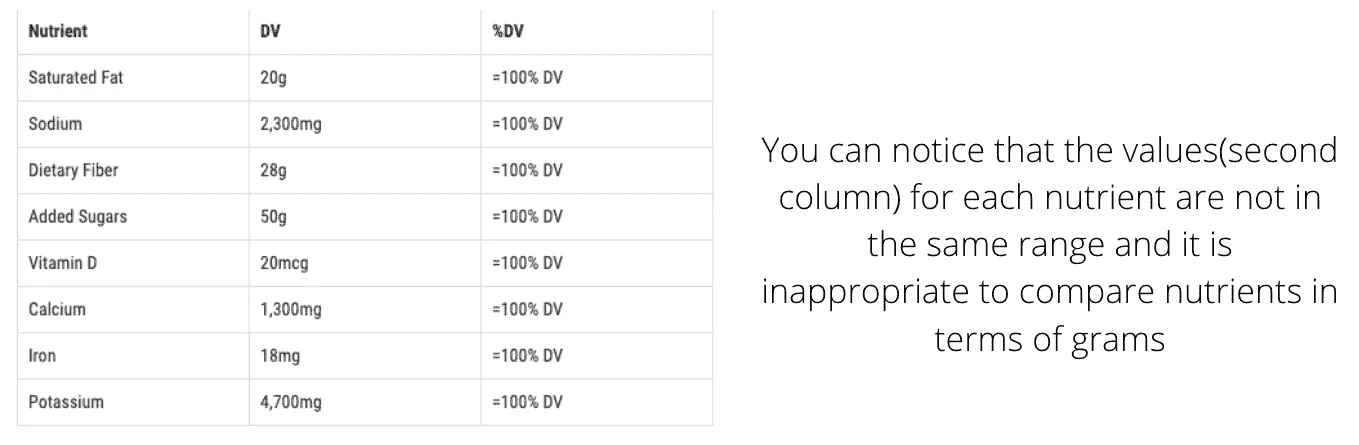 Nutrient DV %DV
Saturated Fat 20g =100% DV
Sodium 2,300mg =100% DV
Dietary Fiber 28g =100% DV
Added Sugars 50g =100% DV
Vitamin D 20mcg =100% DV
Calcium 1,300mg =100% DV
Iron 18mg =100% DV
Potassium 4,700mg =100% DV
You can notice that the values(second
column) for each nutrient are not in
the same range and it is
inappropriate to compare nutrients in
terms of grams